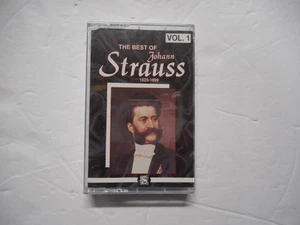 VOL. 1
THE BEST OF
Johann
Strauss
1825-1899